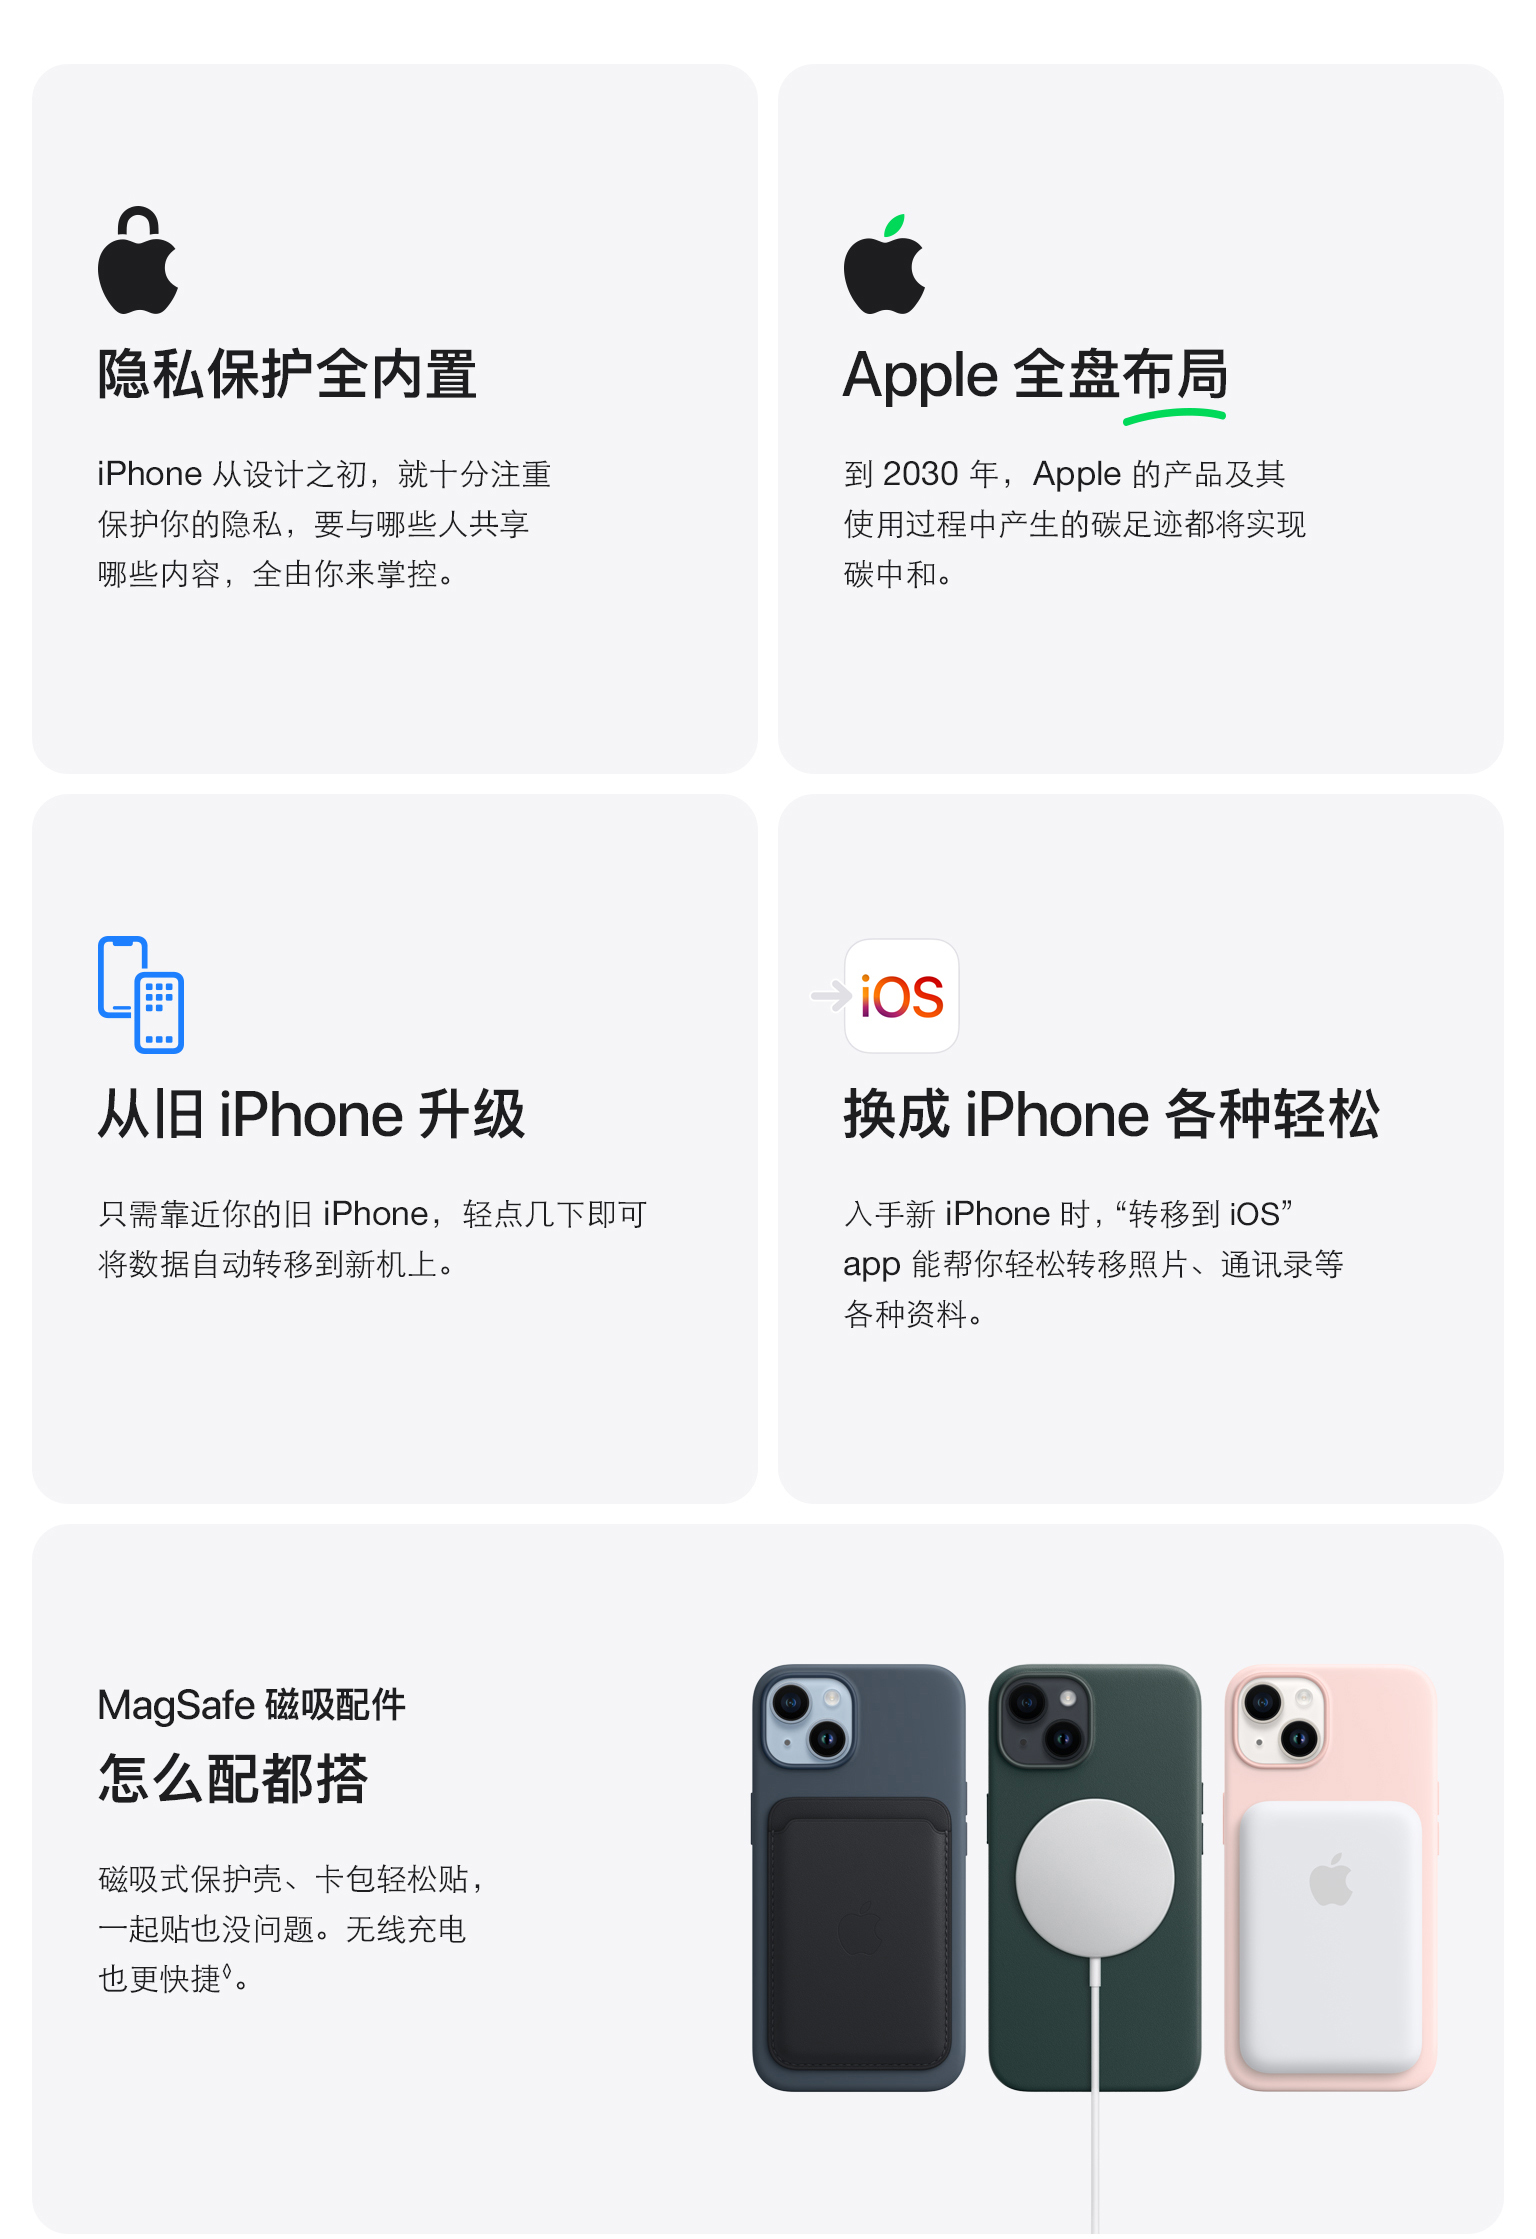 隐私保护全内置
iPhone 从设计之初，就十分注重
保护你的隐私，要与哪些人共享
哪些内容，全由你来掌控。
Apple 全盘布局
到 2030 年，Apple 的产品及其
使用过程中产生的碳足迹都将实现
碳中和。
从旧 iPhone 升级
只需靠近你的旧 iPhone，轻点几下即可
将数据自动转移到新机上。
iOS
换成 iPhone 各种轻松
入手新 iPhone 时，“转移到 iOS”
app 能帮你轻松转移照片、通讯录等
各种资料。
MagSafe 磁吸配件
怎么配都搭
磁吸式保护壳、卡包轻松贴，
一起贴也没问题。无线充电
也更快捷◊。